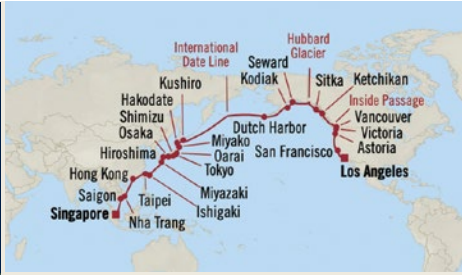 International
Date Line
Hubbard
Glacier
Seward
Kodiak
Sitka
Ketchikan
Inside Passage
Kushiro
Hakodate
Shimizu
Osaka
Hiroshima
Hong Kong
Saigon
Singapore
Nha Trang
Taipei
Ishigaki
Miyazaki
Tokyo
Oarai
Miyako
Dutch Harbor
San Francisco
Vancouver
Victoria
Astoria
Los Angeles